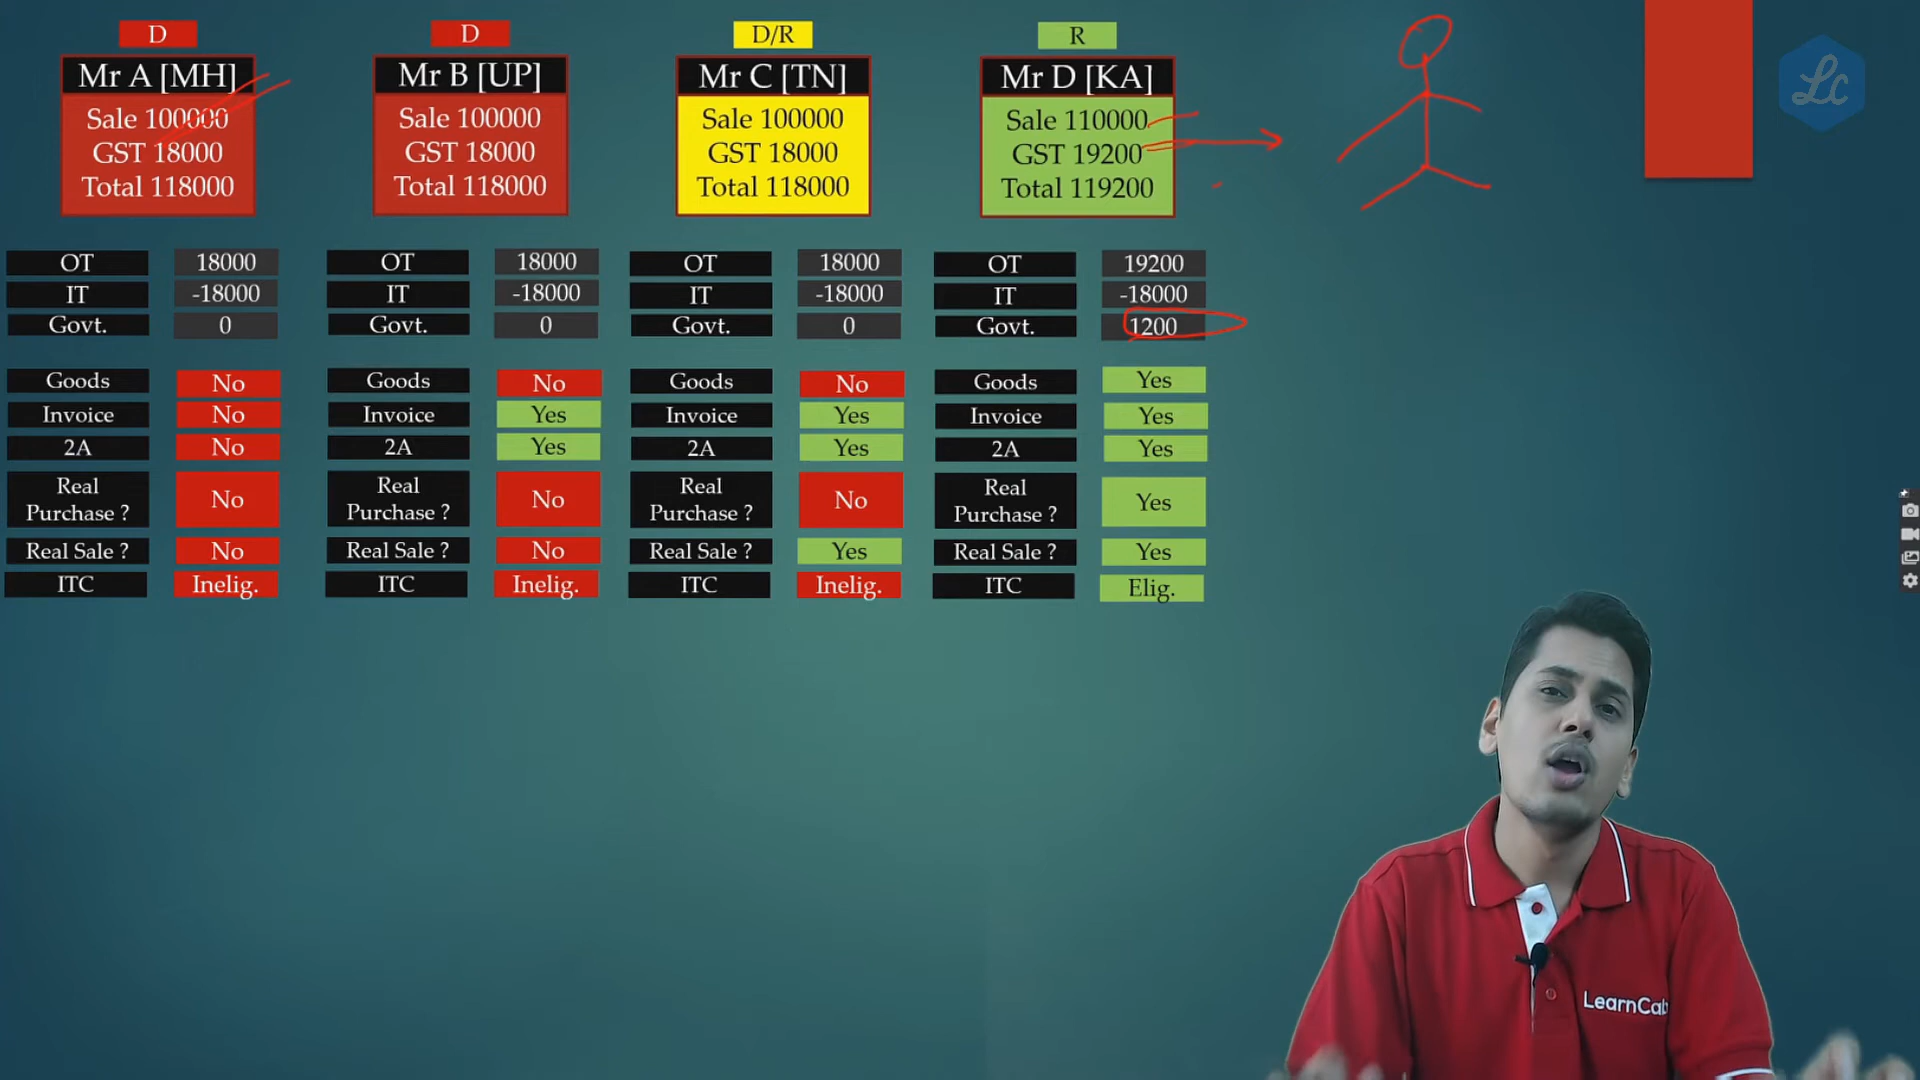 D
Mr A [MH]
Sale 100000
GST 18000
Total 118000
D
Mr B [UP]
Sale 100000
GST 18000
Total 118000
D/R
Mr C [TN]
Sale 100000
GST 18000
Total 118000
R
Mr D [KA]
Sale 110000
GST 19200
Total 119200
Lc
OT 18000
IT -18000
Govt. 0
Goods No
Invoice No
2A No
Real
Purchase ? No
Real Sale ? No
ITC Inelig.
OT 18000
IT -18000
Govt. 0
Goods No
Invoice Yes
2A Yes
Real
Purchase ? No
Real Sale ? No
ITC Inelig.
OT 18000
IT -18000
Govt. 0
Goods No
Invoice Yes
2A Yes
Real
Purchase ? No
Real Sale ? Yes
ITC Inelig.
OT 19200
IT -18000
Govt. 1200
Goods Yes
Invoice Yes
2A Yes
Real
Purchase ? Yes
Real Sale ? Yes
ITC Elig.
LearnCab